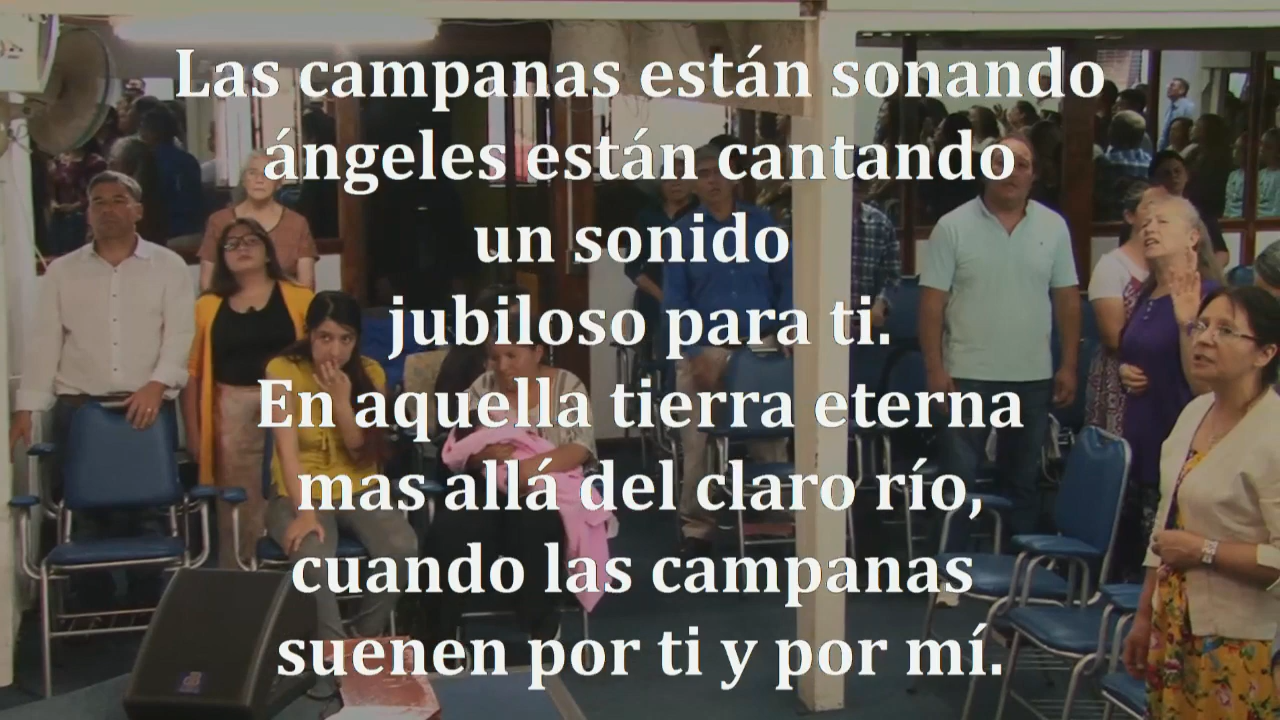 Las campanas están sonando
ángeles están cantando
un sonido
jubiloso para ti.
En aquella tierra eterna
mas allá del claro río,
cuando las campanas
suenen por ti y por mí.